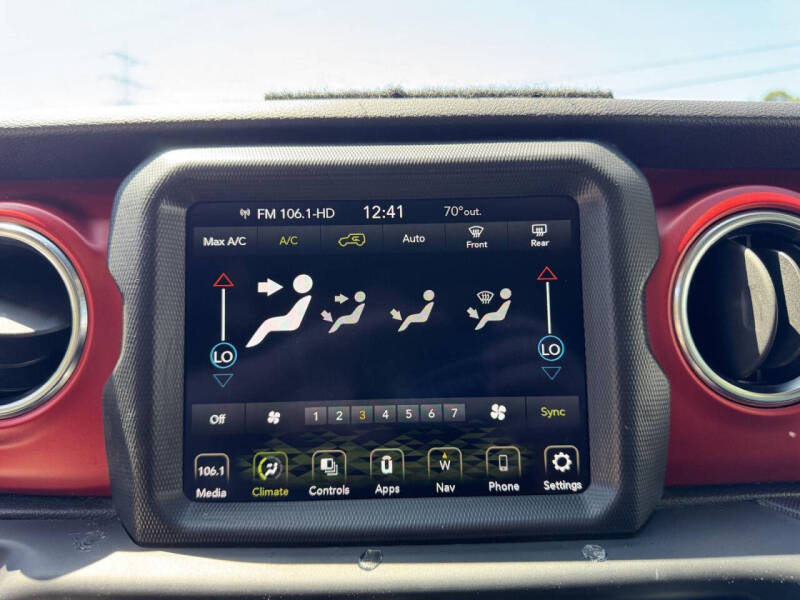 FM 106.1-HD 12:41 70°out.
Max A/C A/C Auto Front Rear
LO LO
Off 1 2 3 4 5 6 7 Sync
106.1 W
Media Climate Controls Apps Nav Phone Settings